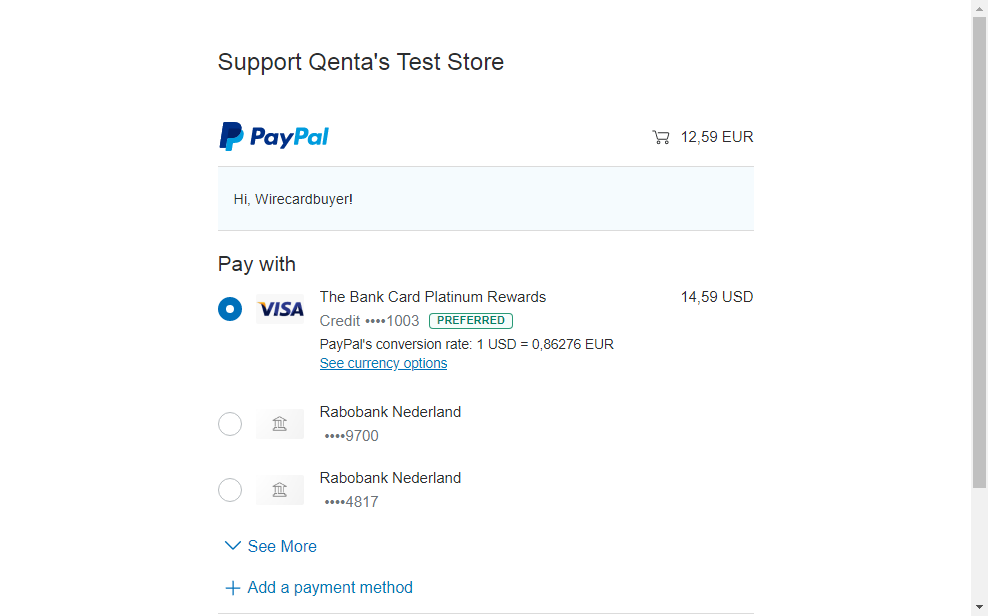 Support Qenta's Test Store
PayPal
12,59 EUR
Hi, Wirecardbuyer!
Pay with
VISA
The Bank Card Platinum Rewards
14,59 USD
Credit ••••1003 PREFERRED
PayPal's conversion rate: 1 USD = 0,86276 EUR
See currency options
Rabobank Nederland
••••9700
Rabobank Nederland
••••4817
See More
Add a payment method